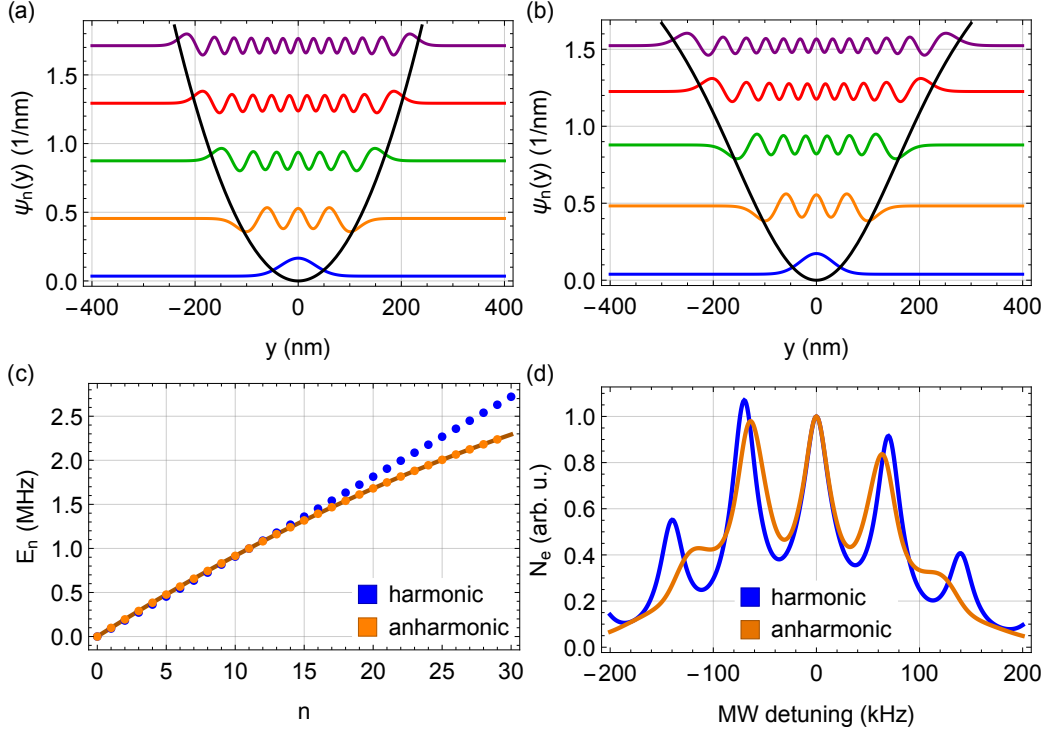 (a)
ψn(y) (1/nm)
1.5
1.0
0.5
0.0
−400 −200 0 200 400
y (nm)
(b)
ψn(y) (1/nm)
1.5
1.0
0.5
0.0
−400 −200 0 200 400
y (nm)
(c)
En (MHz)
2.5
2.0
1.5
1.0
0.5
0.0
harmonic
anharmonic
0 5 10 15 20 25 30
n
(d)
Ne (arb. u.)
1.0
0.8
0.6
0.4
0.2
0.0
harmonic
anharmonic
−200 −100 0 100 200
MW detuning (kHz)